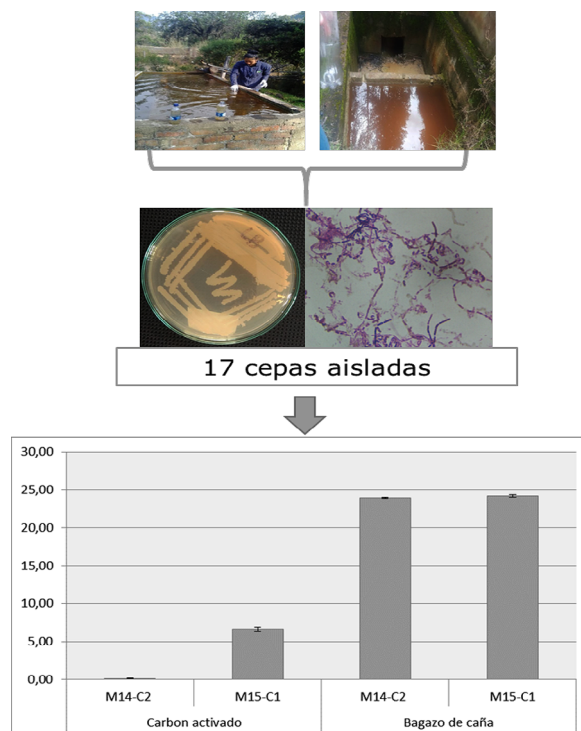 17 cepas aisladas
30,00
25,00
20,00
15,00
10,00
5,00
0,00
M14-C2 M15-C1 M14-C2 M15-C1
Carbon activado Bagazo de caña